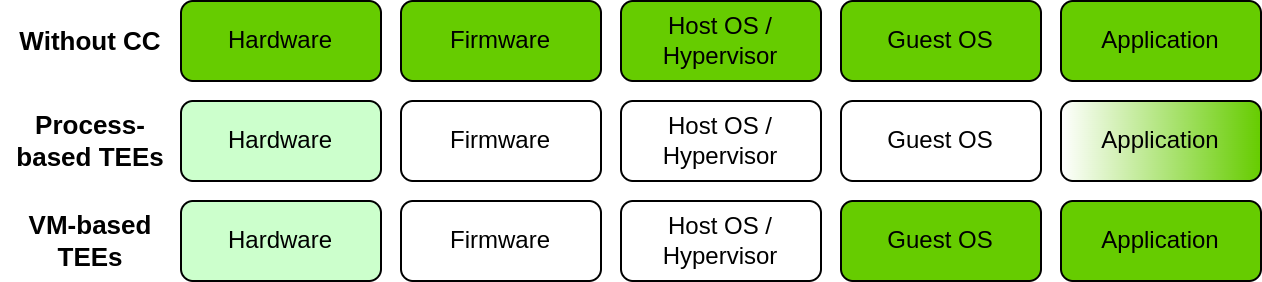 Without CC
Hardware
Firmware
Host OS /
Hypervisor
Guest OS
Application
Process-
based TEEs
Hardware
Firmware
Host OS /
Hypervisor
Guest OS
Application
VM-based
TEEs
Hardware
Firmware
Host OS /
Hypervisor
Guest OS
Application